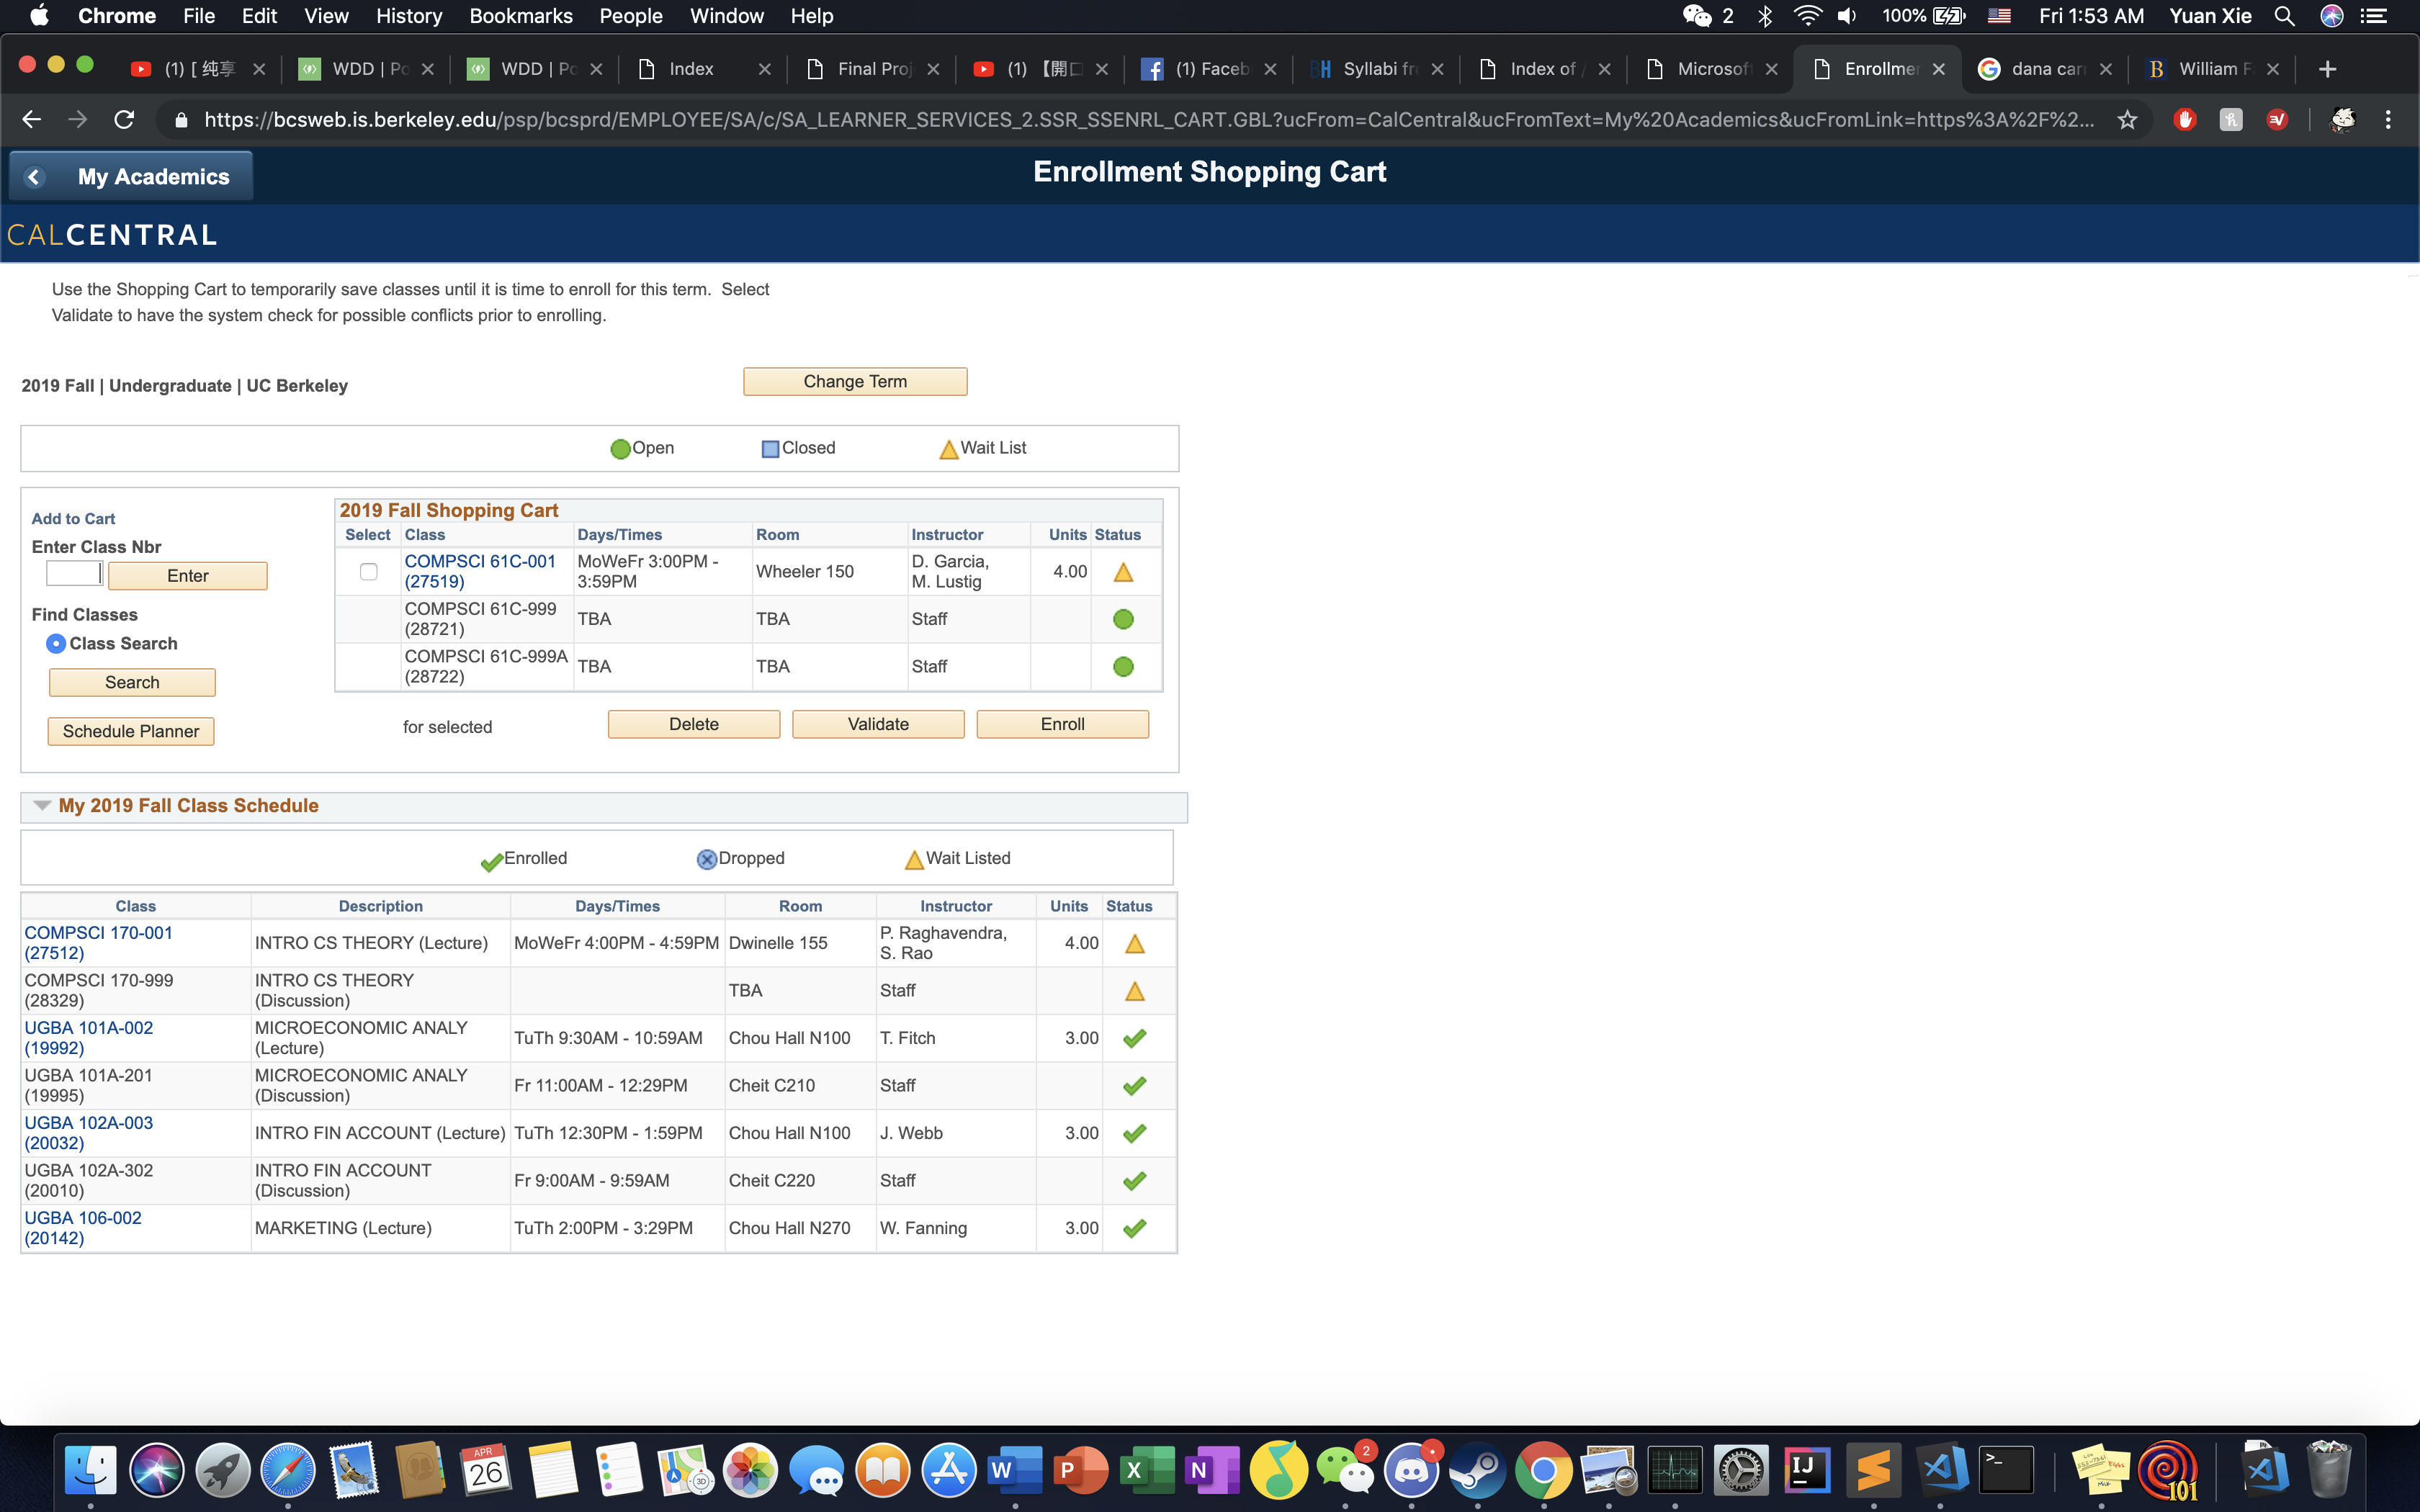 Chrome File Edit View History Bookmarks People Window Help 2 100% Fri 1:53 AM Yuan Xie
(1) [ 纯享 WDD | Po WDD | Po Index Final Proj (1) 【開口 (1) Faceb Syllabi fro Index of / Microsof Enrollmen dana carr William F
https://bcsweb.is.berkeley.edu/psp/bcsprd/EMPLOYEE/SA/c/SA_LEARNER_SERVICES_2.SSR_SSENRL_CART.GBL?ucFrom=CalCentral&ucFromText=My%20Academics&ucFromLink=https%3A%2F%2...
My Academics
Enrollment Shopping Cart
CALCENTRAL
Use the Shopping Cart to temporarily save classes until it is time to enroll for this term. Select
Validate to have the system check for possible conflicts prior to enrolling.
2019 Fall | Undergraduate | UC Berkeley
Change Term
Open Closed Wait List
Add to Cart
Enter Class Nbr
Enter
Find Classes
Class Search
Search
Schedule Planner
2019 Fall Shopping Cart
Select Class Days/Times Room Instructor Units Status
COMPSCI 61C-001 (27519) MoWeFr 3:00PM - 3:59PM Wheeler 150 D. Garcia, M. Lustig 4.00
COMPSCI 61C-999 (28721) TBA TBA Staff
COMPSCI 61C-999A (28722) TBA TBA Staff
for selected Delete Validate Enroll
My 2019 Fall Class Schedule
Enrolled Dropped Wait Listed
Class Description Days/Times Room Instructor Units Status
COMPSCI 170-001 (27512) INTRO CS THEORY (Lecture) MoWeFr 4:00PM - 4:59PM Dwinelle 155 P. Raghavendra, S. Rao 4.00
COMPSCI 170-999 (28329) INTRO CS THEORY (Discussion) TBA Staff
UGBA 101A-002 (19992) MICROECONOMIC ANALY (Lecture) TuTh 9:30AM - 10:59AM Chou Hall N100 T. Fitch 3.00
UGBA 101A-201 (19995) MICROECONOMIC ANALY (Discussion) Fr 11:00AM - 12:29PM Cheit C210 Staff
UGBA 102A-003 (20032) INTRO FIN ACCOUNT (Lecture) TuTh 12:30PM - 1:59PM Chou Hall N100 J. Webb 3.00
UGBA 102A-302 (20010) INTRO FIN ACCOUNT (Discussion) Fr 9:00AM - 9:59AM Cheit C220 Staff
UGBA 106-002 (20142) MARKETING (Lecture) TuTh 2:00PM - 3:29PM Chou Hall N270 W. Fanning 3.00
APR 26 3D W P X N 2 IJ >_ 101